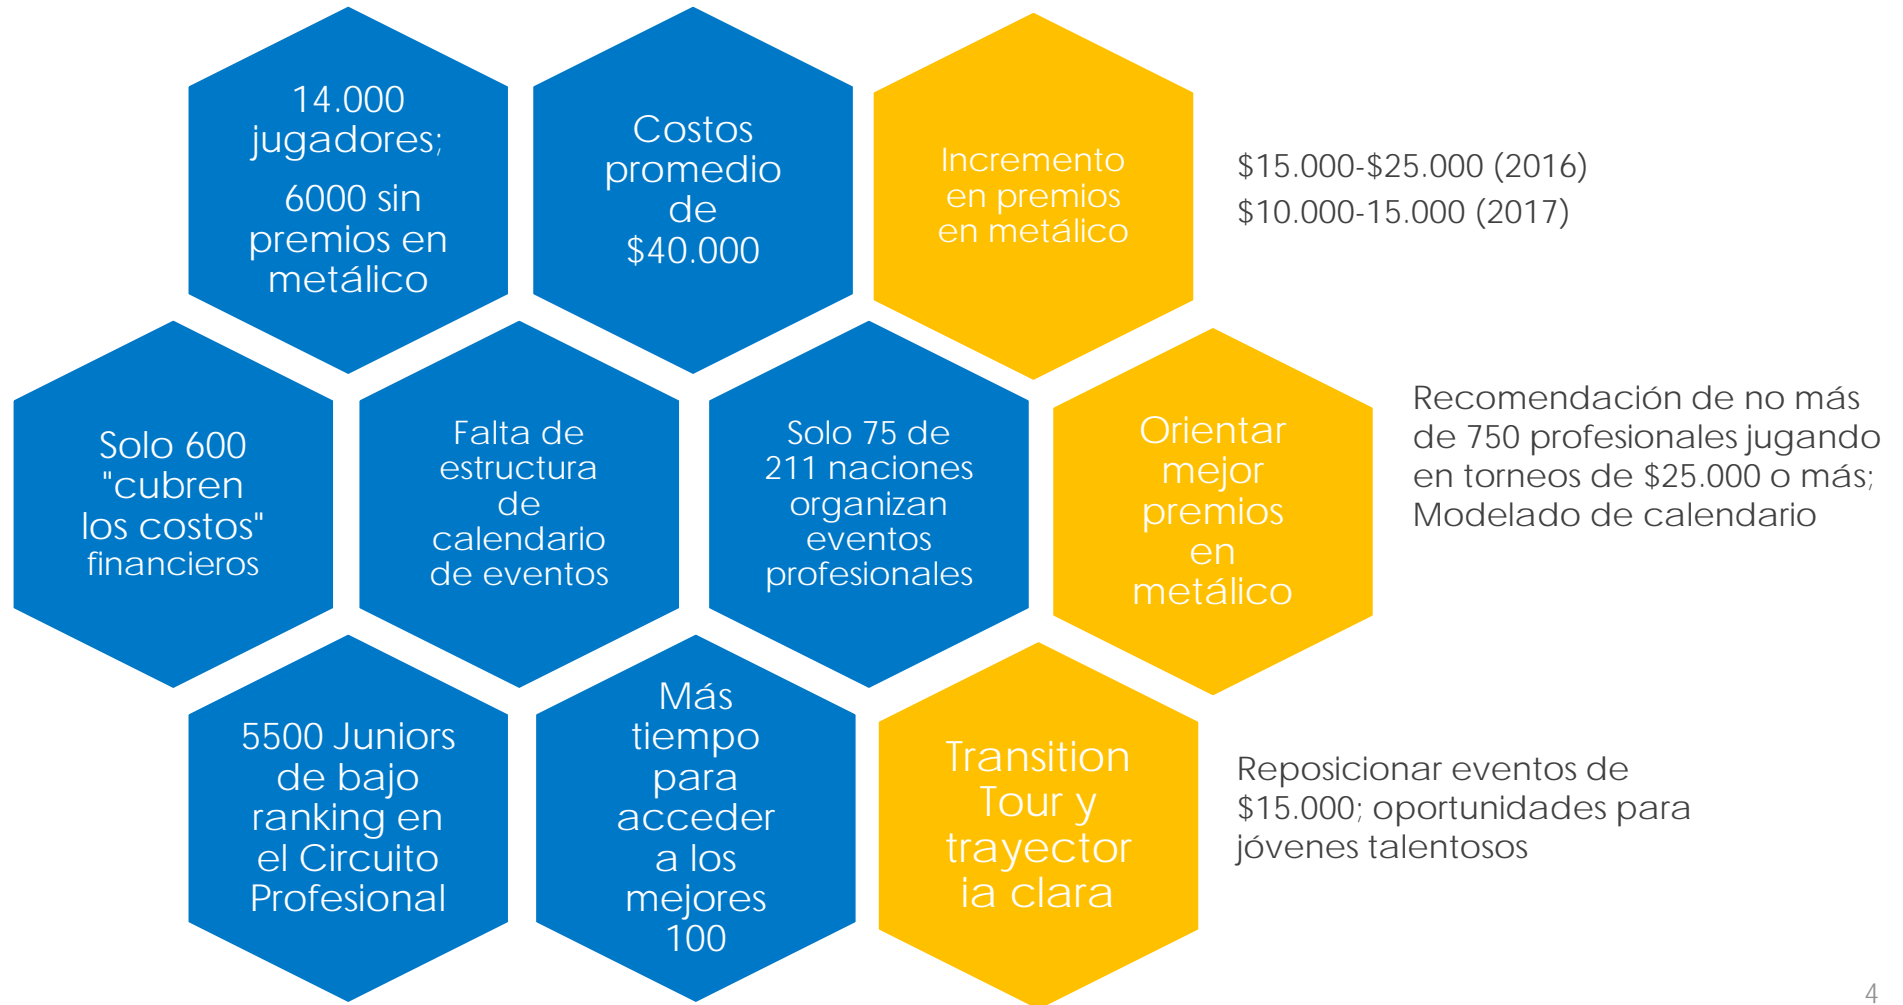 14.000
jugadores;
6000 sin
premios en
metálico
Costos
promedio
de
$40.000
Incremento
en premios
en metálico
$15.000-$25.000 (2016)
$10.000-15.000 (2017)
Solo 600
"cubren
los costos"
financieros
Falta de
estructura
de
calendario
de eventos
Solo 75 de
211 naciones
organizan
eventos
profesionales
Orientar
mejor
premios
en
metálico
Recomendación de no más
de 750 profesionales jugando
en torneos de $25.000 o más;
Modelado de calendario
5500 Juniors
de bajo
ranking en
el Circuito
Profesional
Más
tiempo
para
acceder
a los
mejores
100
Transition
Tour y
trayector
ia clara
Reposicionar eventos de
$15.000; oportunidades para
jóvenes talentosos
4